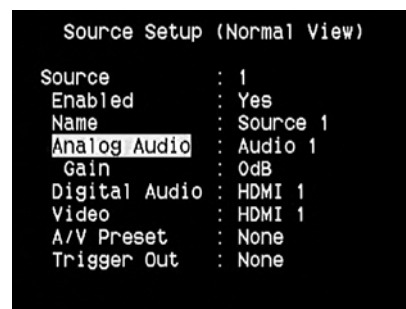 Source Setup (Normal View)
Source : 1
Enabled : Yes
Name : Source 1
Analog Audio : Audio 1
Gain : 0dB
Digital Audio : HDMI 1
Video : HDMI 1
A/V Preset : None
Trigger Out : None